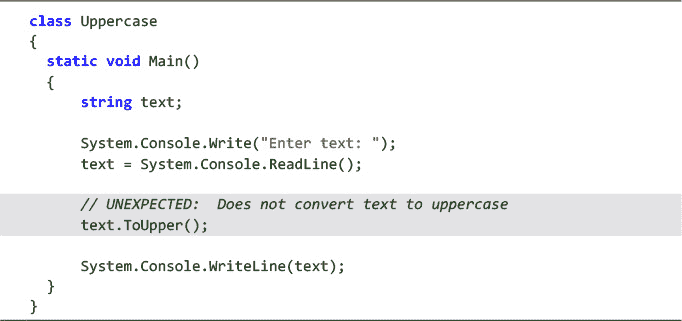 class Uppercase
{
static void Main()
{
string text;
System.Console.Write("Enter text: ");
text = System.Console.ReadLine();
// UNEXPECTED:  Does not convert text to uppercase
text.ToUpper();
System.Console.WriteLine(text);
}
}